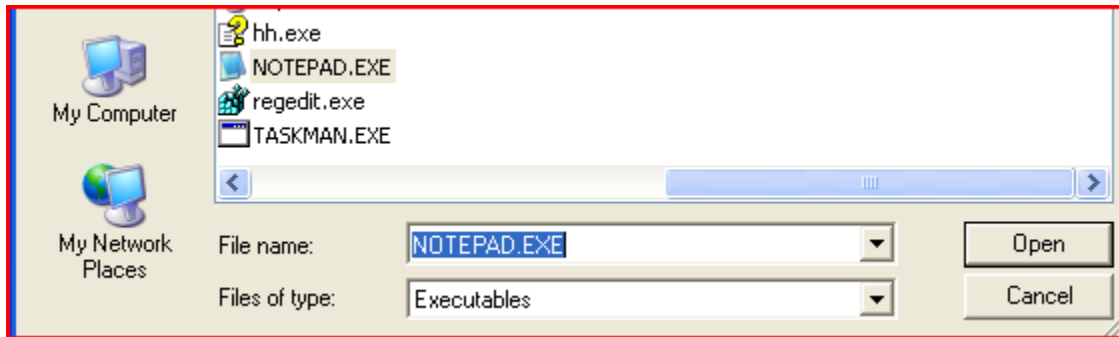 hh.exe
NOTEPAD.EXE
regedit.exe
TASKMAN.EXE
My Computer
My Network
Places
File name:
NOTEPAD.EXE
Open
Files of type:
Executables
Cancel